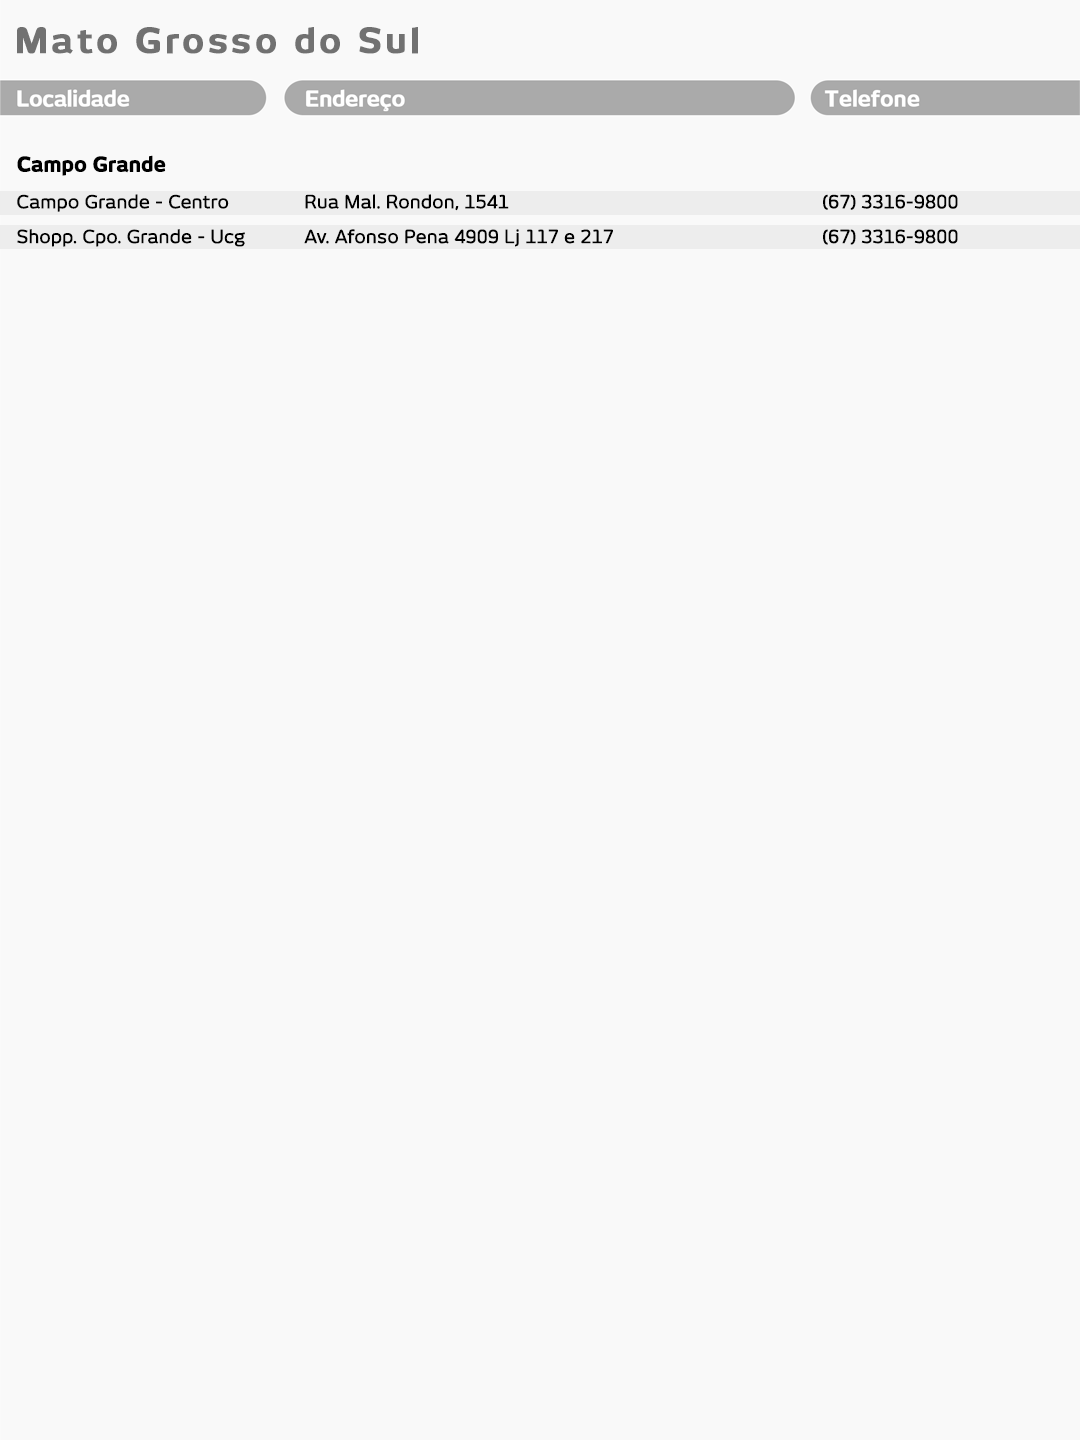 Mato Grosso do Sul
Localidade Endereço Telefone
Campo Grande
Campo Grande - Centro Rua Mal. Rondon, 1541 (67) 3316-9800
Shopp. Cpo. Grande - Ucg Av. Afonso Pena 4909 Lj 117 e 217 (67) 3316-9800